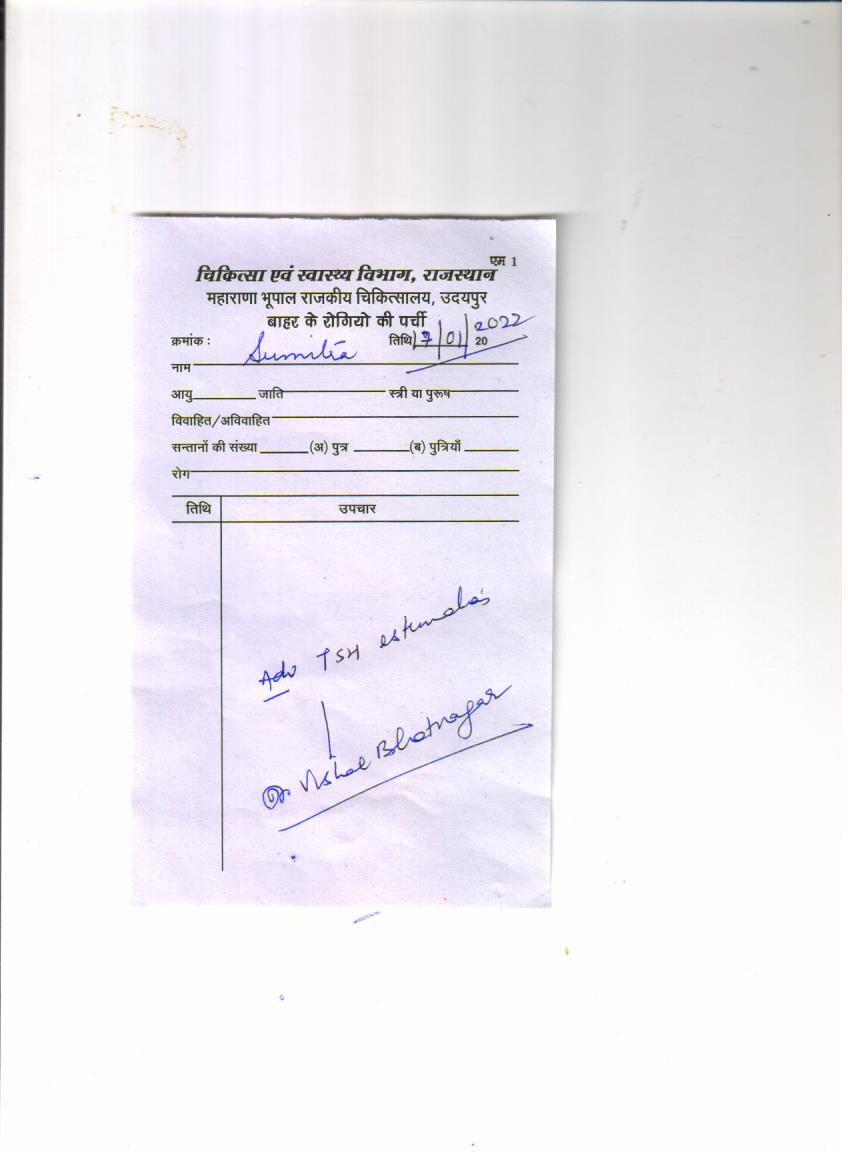 एम 1
चिकित्सा एवं स्वास्थ्य विभाग, राजस्थान
महाराणा भूपाल राजकीय चिकित्सालय, उदयपुर
बाहर के रोगियो की पर्ची
क्रमांक : तिथि 7/01/2022 20
नाम Sumitra
आयु जाति स्त्री या पुरूष
विवाहित/अविवाहित
सन्तानों की संख्या (अ) पुत्र (ब) पुत्रियाँ
रोग
तिथि उपचार
Adv TSH
Dr Vishal Bhatnagar